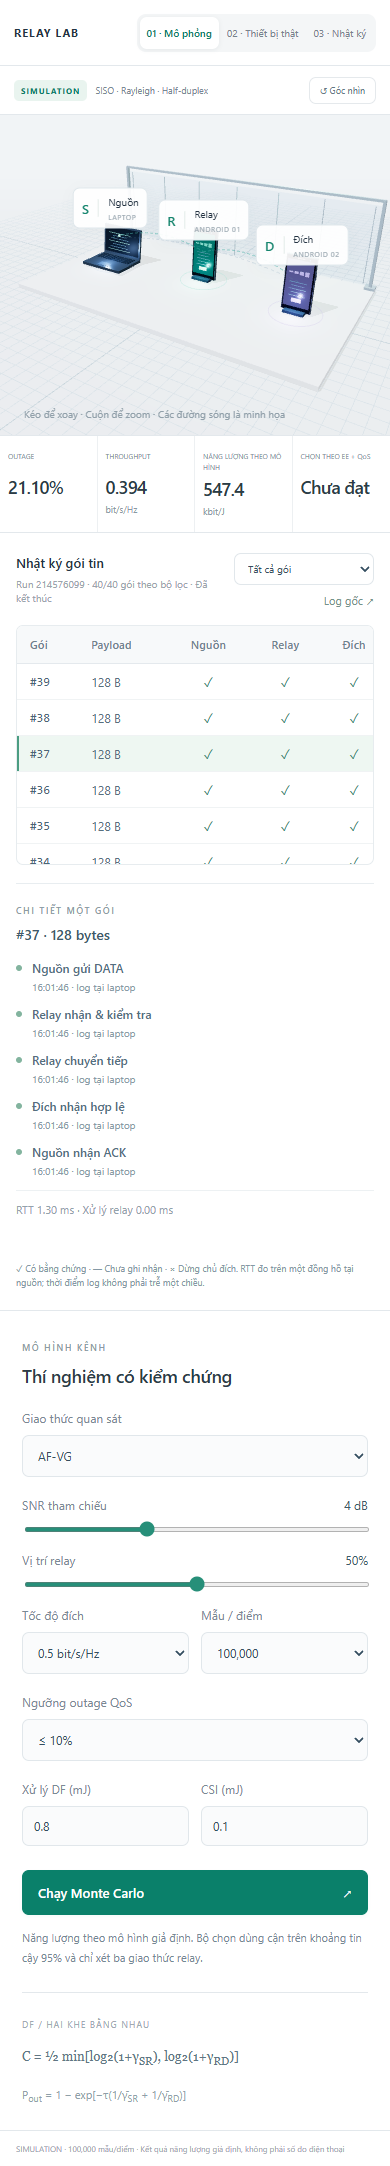 RELAY LAB
01 · Mô phỏng
02 · Thiết bị thật
03 · Nhật ký
SIMULATION
SISO · Rayleigh · Half-duplex
↺ Góc nhìn
S
Nguồn
LAPTOP
R
Relay
ANDROID 01
D
Đích
ANDROID 02
Kéo để xoay · Cuộn để zoom · Các đường sóng là minh họa
OUTAGE
21.10%
THROUGHPUT
0.394
bit/s/Hz
NĂNG LƯỢNG THEO MÔ
HÌNH
547.4
kbit/J
CHỌN THEO EE + QoS
Chưa đạt
Nhật ký gói tin
Run 214576099 · 40/40 gói theo bộ lọc · Đã
kết thúc
Tất cả gói
Log gốc ↗
Gói Payload Nguồn Relay Đích
#39 128 B ✓ ✓ ✓
#38 128 B ✓ ✓ ✓
#37 128 B ✓ ✓ ✓
#36 128 B ✓ ✓ ✓
#35 128 B ✓ ✓ ✓
#34 128 B ✓ ✓ ✓
CHI TIẾT MỘT GÓI
#37 · 128 bytes
Nguồn gửi DATA
16:01:46 · log tại laptop
Relay nhận & kiểm tra
16:01:46 · log tại laptop
Relay chuyển tiếp
16:01:46 · log tại laptop
Đích nhận hợp lệ
16:01:46 · log tại laptop
Nguồn nhận ACK
16:01:46 · log tại laptop
RTT 1.30 ms · Xử lý relay 0.00 ms
✓ Có bằng chứng · — Chưa ghi nhận · × Dừng chủ đích. RTT đo trên một đồng hồ tại
nguồn; thời điểm log không phải trễ một chiều.
MÔ HÌNH KÊNH
Thí nghiệm có kiểm chứng
Giao thức quan sát
AF-VG
SNR tham chiếu 4 dB
Vị trí relay 50%
Tốc độ đích
0.5 bit/s/Hz
Mẫu / điểm
100,000
Ngưỡng outage QoS
≤ 10%
Xử lý DF (mJ)
0.8
CSI (mJ)
0.1
Chạy Monte Carlo ↗
Năng lượng theo mô hình giả định. Bộ chọn dùng cận trên khoảng tin
cậy 95% và chỉ xét ba giao thức relay.
DF / HAI KHE BẰNG NHAU
C = ½ min[log₂(1+γSR), log₂(1+γRD)]
Pout = 1 − exp[−τ(1/γ̄SR + 1/γ̄RD)]
SIMULATION · 100,000 mẫu/điểm · Kết quả năng lượng giả định, không phải số đo điện thoại